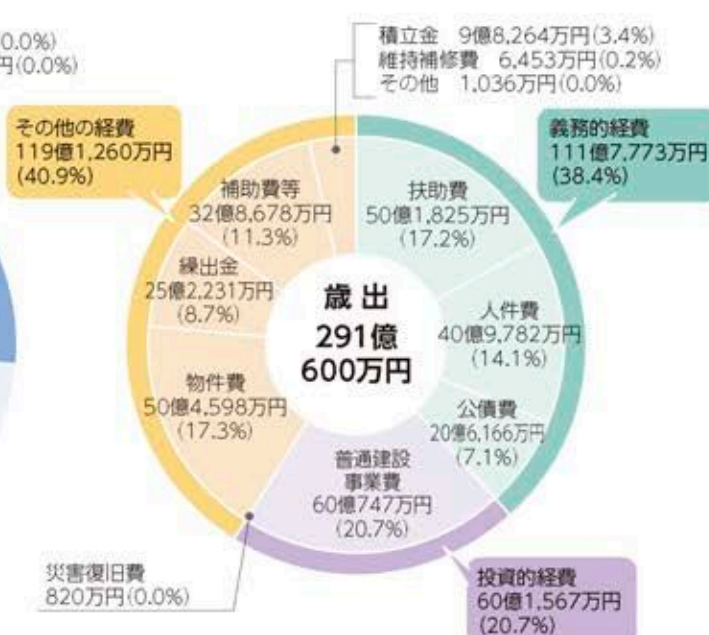 0.0%)
円(0.0%)
積立金 9億8,264万円(3.4%)
維持補修費 6,453万円(0.2%)
その他 1,036万円(0.0%)
その他の経費
119億1,260万円
(40.9%)
義務的経費
111億7,773万円
(38.4%)
補助費等
32億8,678万円
(11.3%)
扶助費
50億1,825万円
(17.2%)
繰出金
25億2,231万円
(8.7%)
歳出
291億
600万円
人件費
40億9,782万円
(14.1%)
物件費
50億4,598万円
(17.3%)
公債費
20億6,166万円
(7.1%)
普通建設
事業費
60億747万円
(20.7%)
災害復旧費
820万円(0.0%)
投資的経費
60億1,567万円
(20.7%)